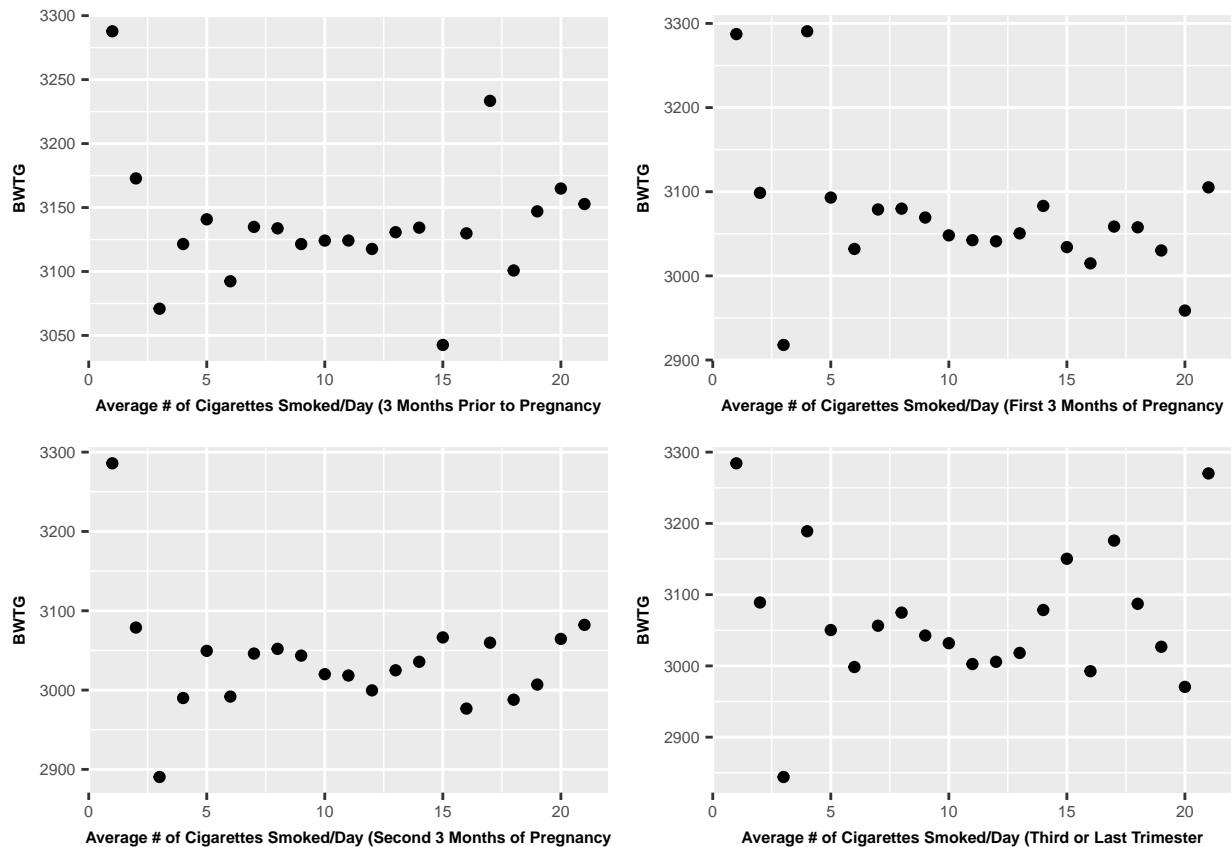 3300
3250
3200
3150
3100
3050
BWTG
0 5 10 15 20
Average # of Cigarettes Smoked/Day (3 Months Prior to Pregnancy
3300
3200
3100
3000
2900
BWTG
0 5 10 15 20
Average # of Cigarettes Smoked/Day (First 3 Months of Pregnancy
3300
3200
3100
3000
2900
BWTG
0 5 10 15 20
Average # of Cigarettes Smoked/Day (Second 3 Months of Pregnancy
3300
3200
3100
3000
2900
BWTG
0 5 10 15 20
Average # of Cigarettes Smoked/Day (Third or Last Trimester